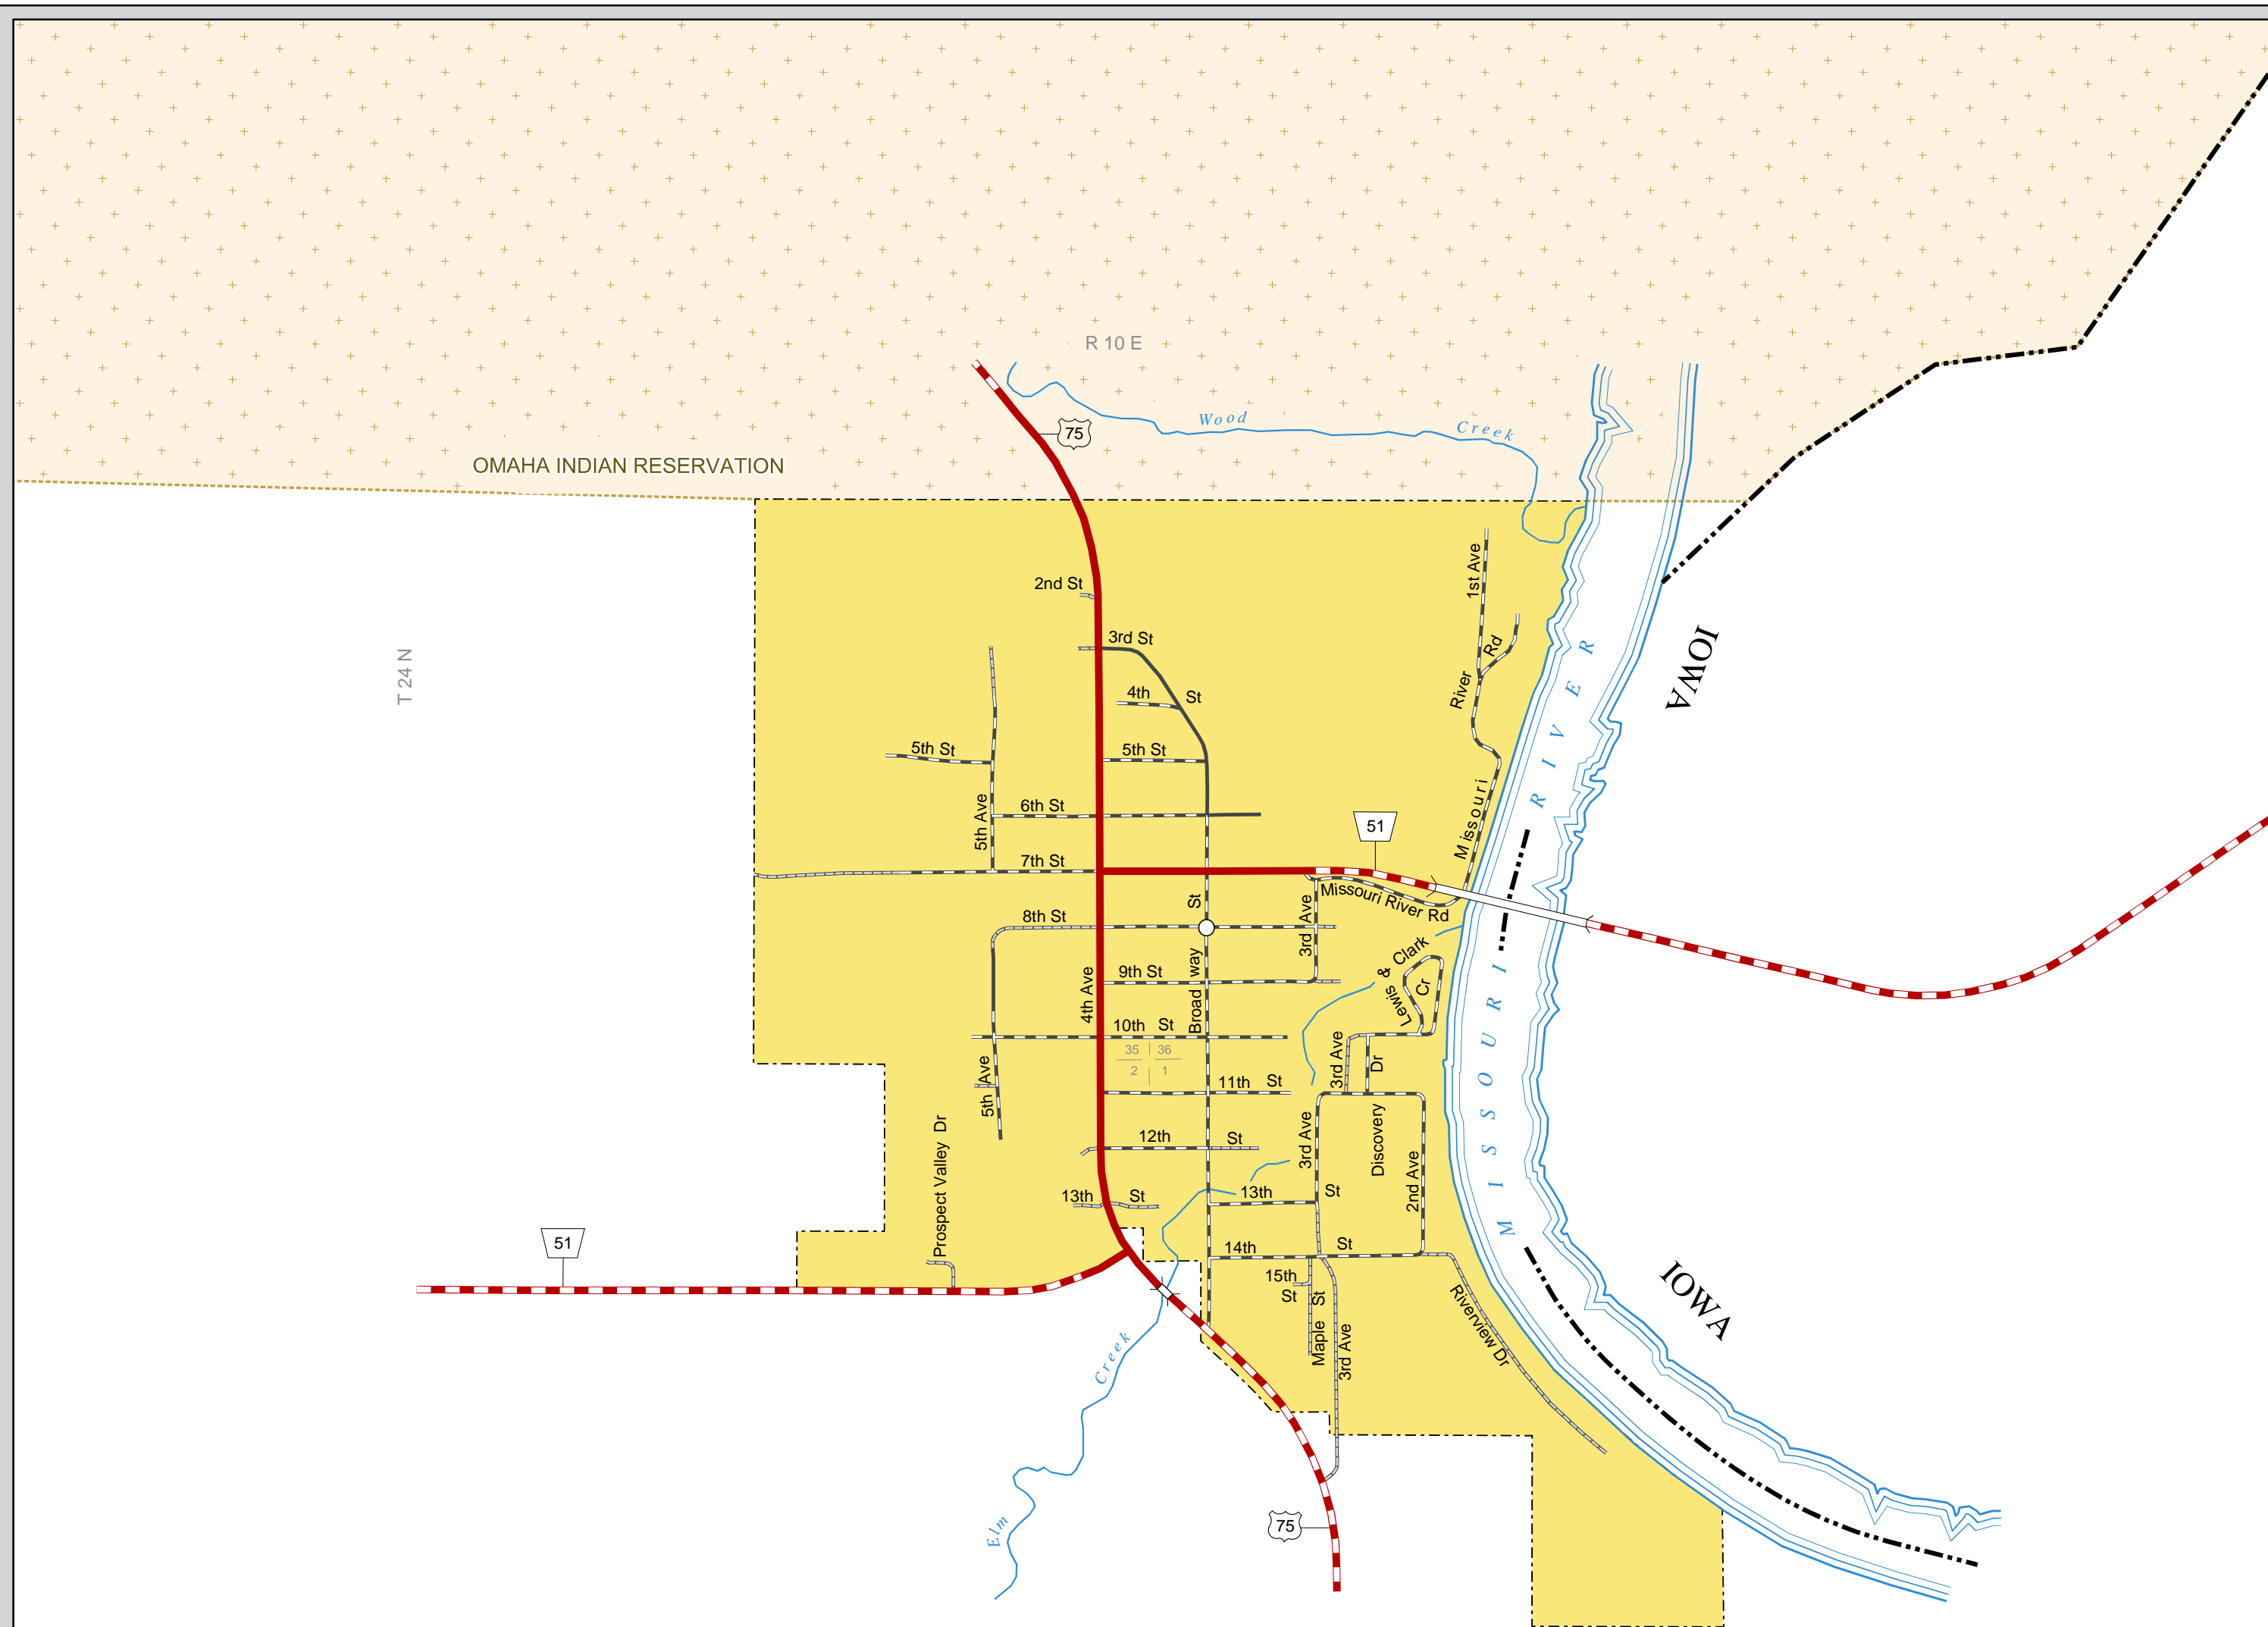 R 10 E
Wood Creek
75
OMAHA INDIAN RESERVATION
2nd St
1st Ave
3rd St
River Rd
IOWA
T 24 N
4th St
5th St
5th St
MISSOURI RIVER
5th Ave
6th St
51
Missouri
7th St
Missouri River Rd
8th St
Broad way St
3rd Ave
Lewis & Clark Cr
9th St
4th Ave
10th St
35 36
2 1
3rd Ave
Discovery Dr
5th Ave
11th St
Prospect Valley Dr
12th St
3rd Ave
2nd Ave
13th St
13th St
51
14th St
15th St
Maple St
3rd Ave
Riverview Dr
IOWA
Elm Creek
75